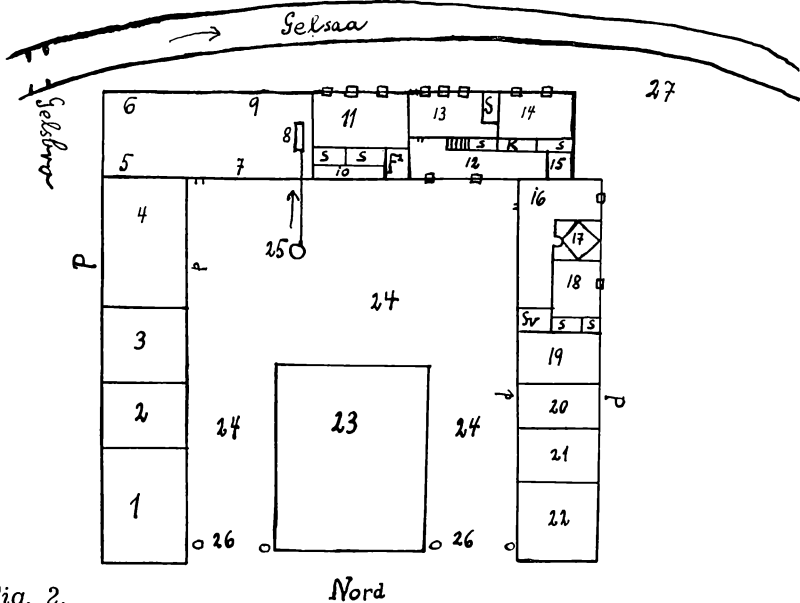 Gelsaa
27
Gelsbro
6 9 11 13 S 14
8
S S S K S
5 7 10 12 15
4 16
P P 17
25
18
24
3 Sv S S
19
2 24 23 24 P 20 P
21
1 22
26 26
Fig. 2.
Nord